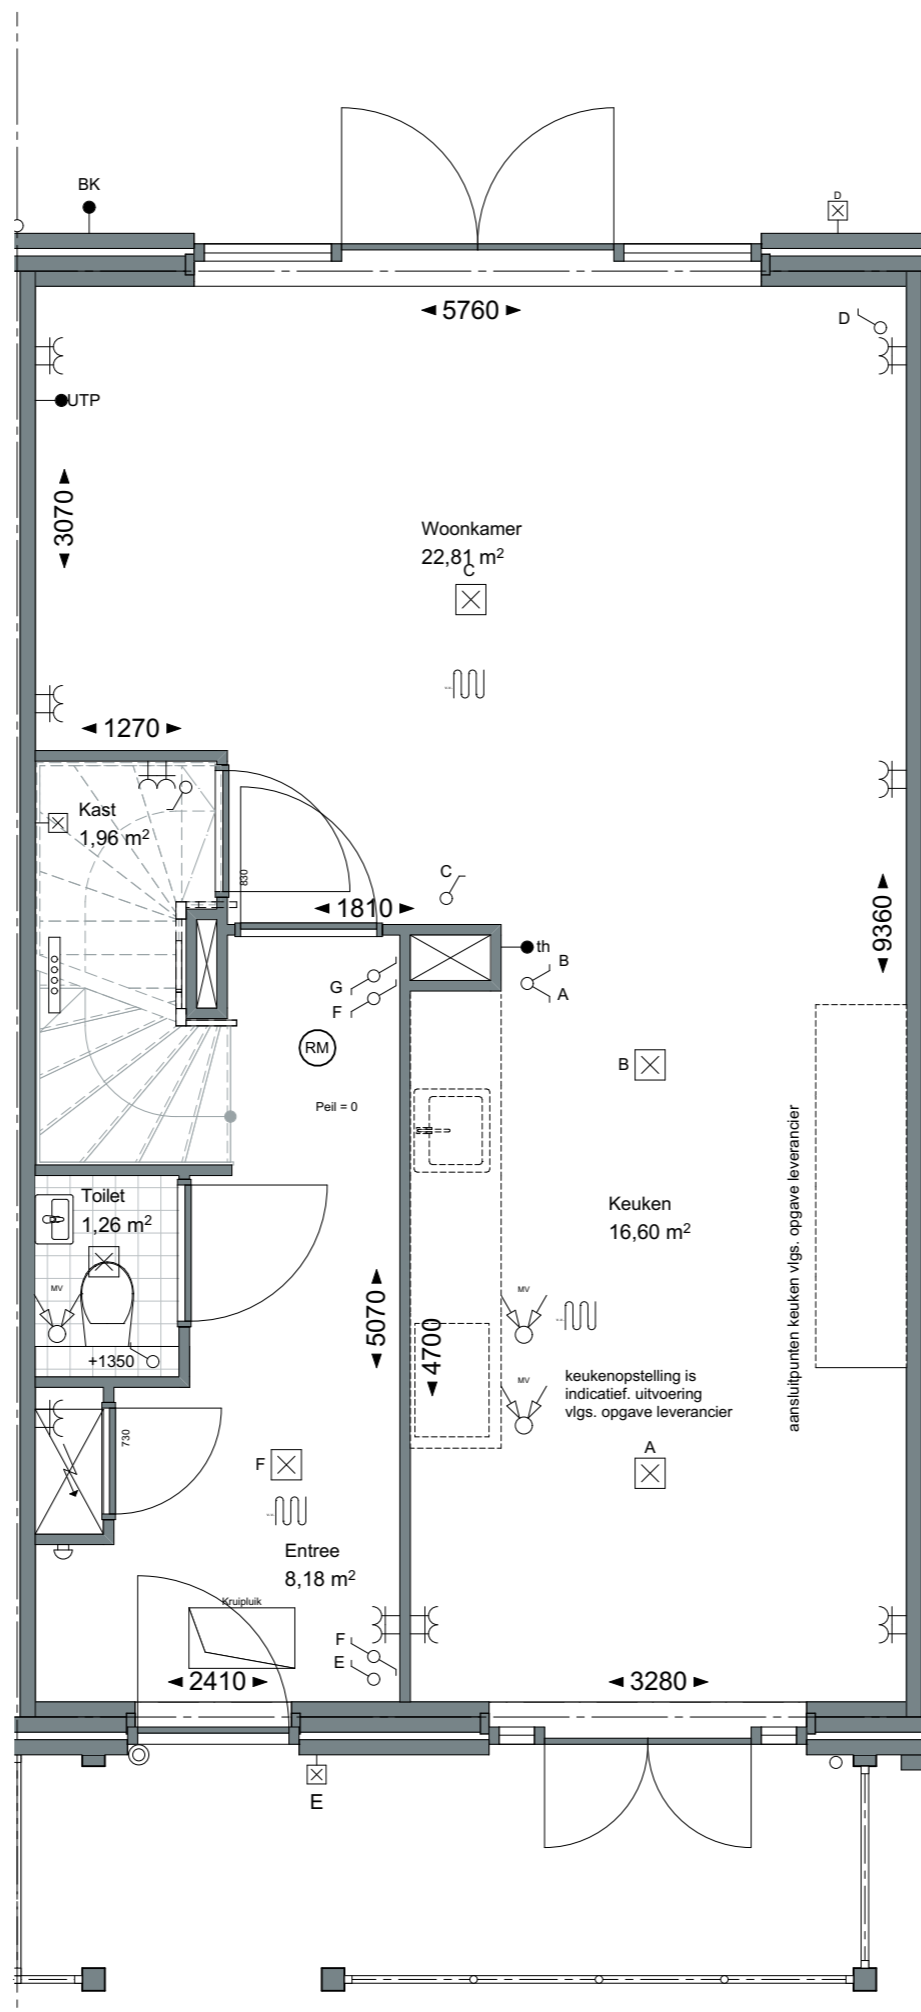 BK
D
5760
D
UTP
3070
Woonkamer
22,81 m²
C
1270
Kast
1,96 m²
830
C
1810
9360
th
B
A
G
F
RM
B
Peil = 0
aansluitpunten keuken vlgs. opgave leverancier
Toilet
1,26 m²
Keuken
16,60 m²
MV
MV
5070
4700
+1350
keukenopstelling is
indicatief. uitvoering
vlgs. opgave leverancier
MV
730
F
A
Entree
8,18 m²
Kruipluik
F
E
2410
3280
E